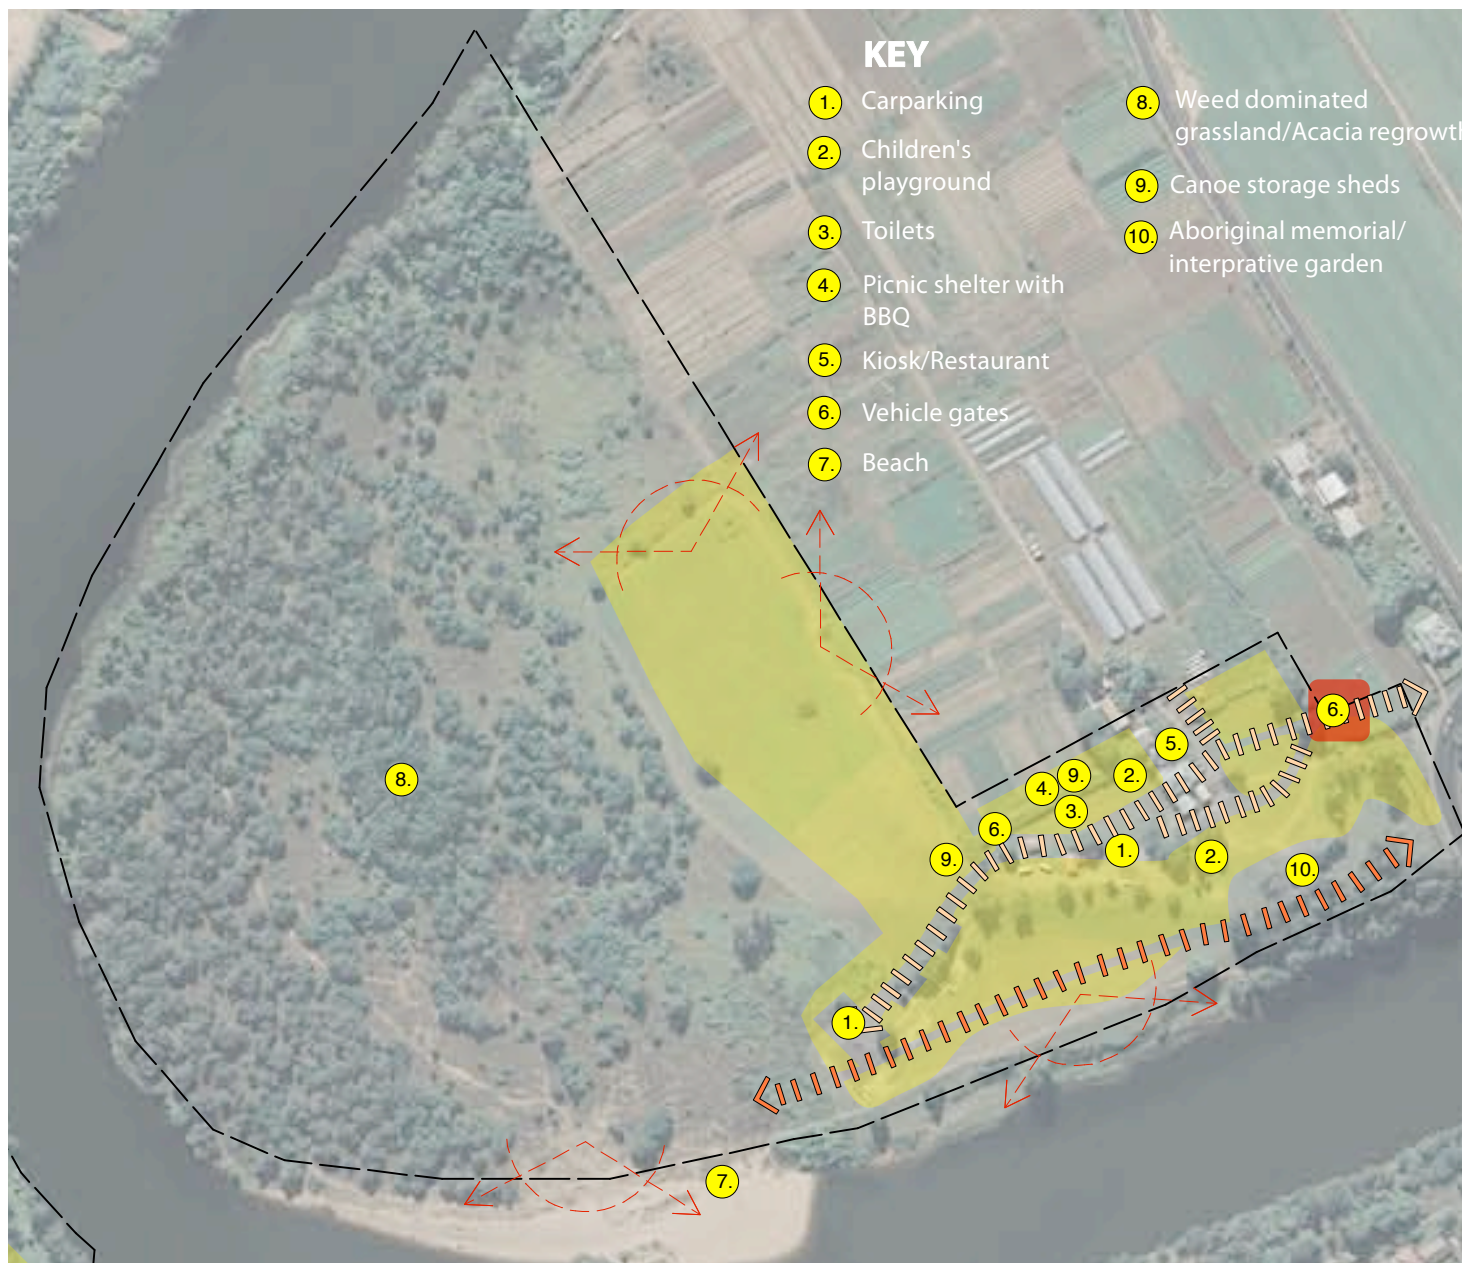 KEY
1. Carparking
2. Children's
playground
3. Toilets
4. Picnic shelter with
BBQ
5. Kiosk/Restaurant
6. Vehicle gates
7. Beach
8. Weed dominated
grassland/Acacia regrowth
9. Canoe storage sheds
10. Aboriginal memorial/
interprative garden
6.
5.
9.
2.
4.
3.
6.
1.
2.
9.
10.
8.
1.
7.